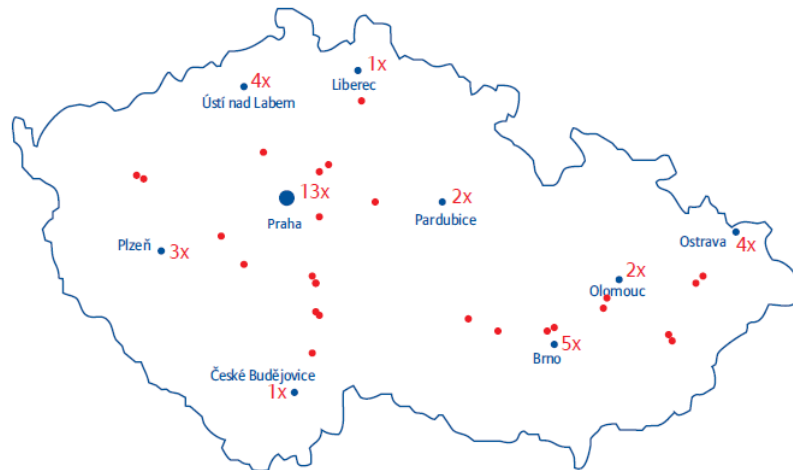 1x
4x
Liberec
Ústí nad Labem
13x
2x
Praha
Pardubice
Plzeň
3x
Ostrava
4x
2x
Olomouc
5x
Brno
České Budějovice
1x